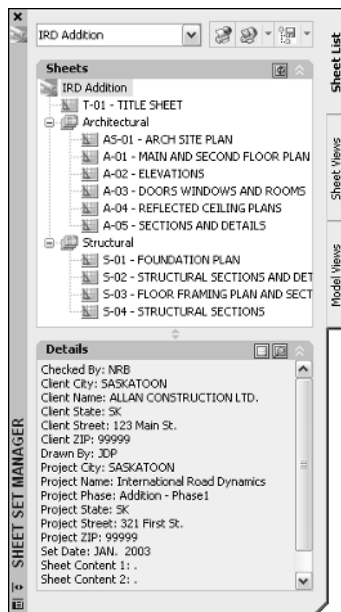 IRD Addition
Sheets
IRD Addition
T-01 - TITLE SHEET
Architectural
AS-01 - ARCH SITE PLAN
A-01 - MAIN AND SECOND FLOOR PLAN
A-02 - ELEVATIONS
A-03 - DOORS WINDOWS AND ROOMS
A-04 - REFLECTED CEILING PLANS
A-05 - SECTIONS AND DETAILS
Structural
S-01 - FOUNDATION PLAN
S-02 - STRUCTURAL SECTIONS AND DET
S-03 - FLOOR FRAMING PLAN AND SECT
S-04 - STRUCTURAL SECTIONS
Details
Checked By: NRB
Client City: SASKATOON
Client Name: ALLAN CONSTRUCTION LTD.
Client State: SK
Client Street: 123 Main St.
Client ZIP: 99999
Drawn By: JDP
Project City: SASKATOON
Project Name: International Road Dynamics
Project Phase: Addition - Phase1
Project State: SK
Project Street: 321 First St.
Project ZIP: 99999
Set Date: JAN. 2003
Sheet Content 1: .
Sheet Content 2: .
SHEET SET MANAGER
Sheet List
Sheet Views
Model Views